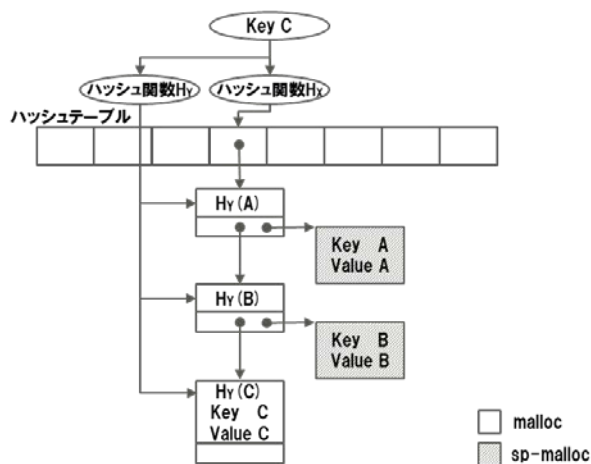 Key C
ハッシュ関数HY
ハッシュ関数HX
ハッシュテーブル
HY(A)
Key A
Value A
HY(B)
Key B
Value B
HY(C)
Key C
Value C
malloc
sp-malloc